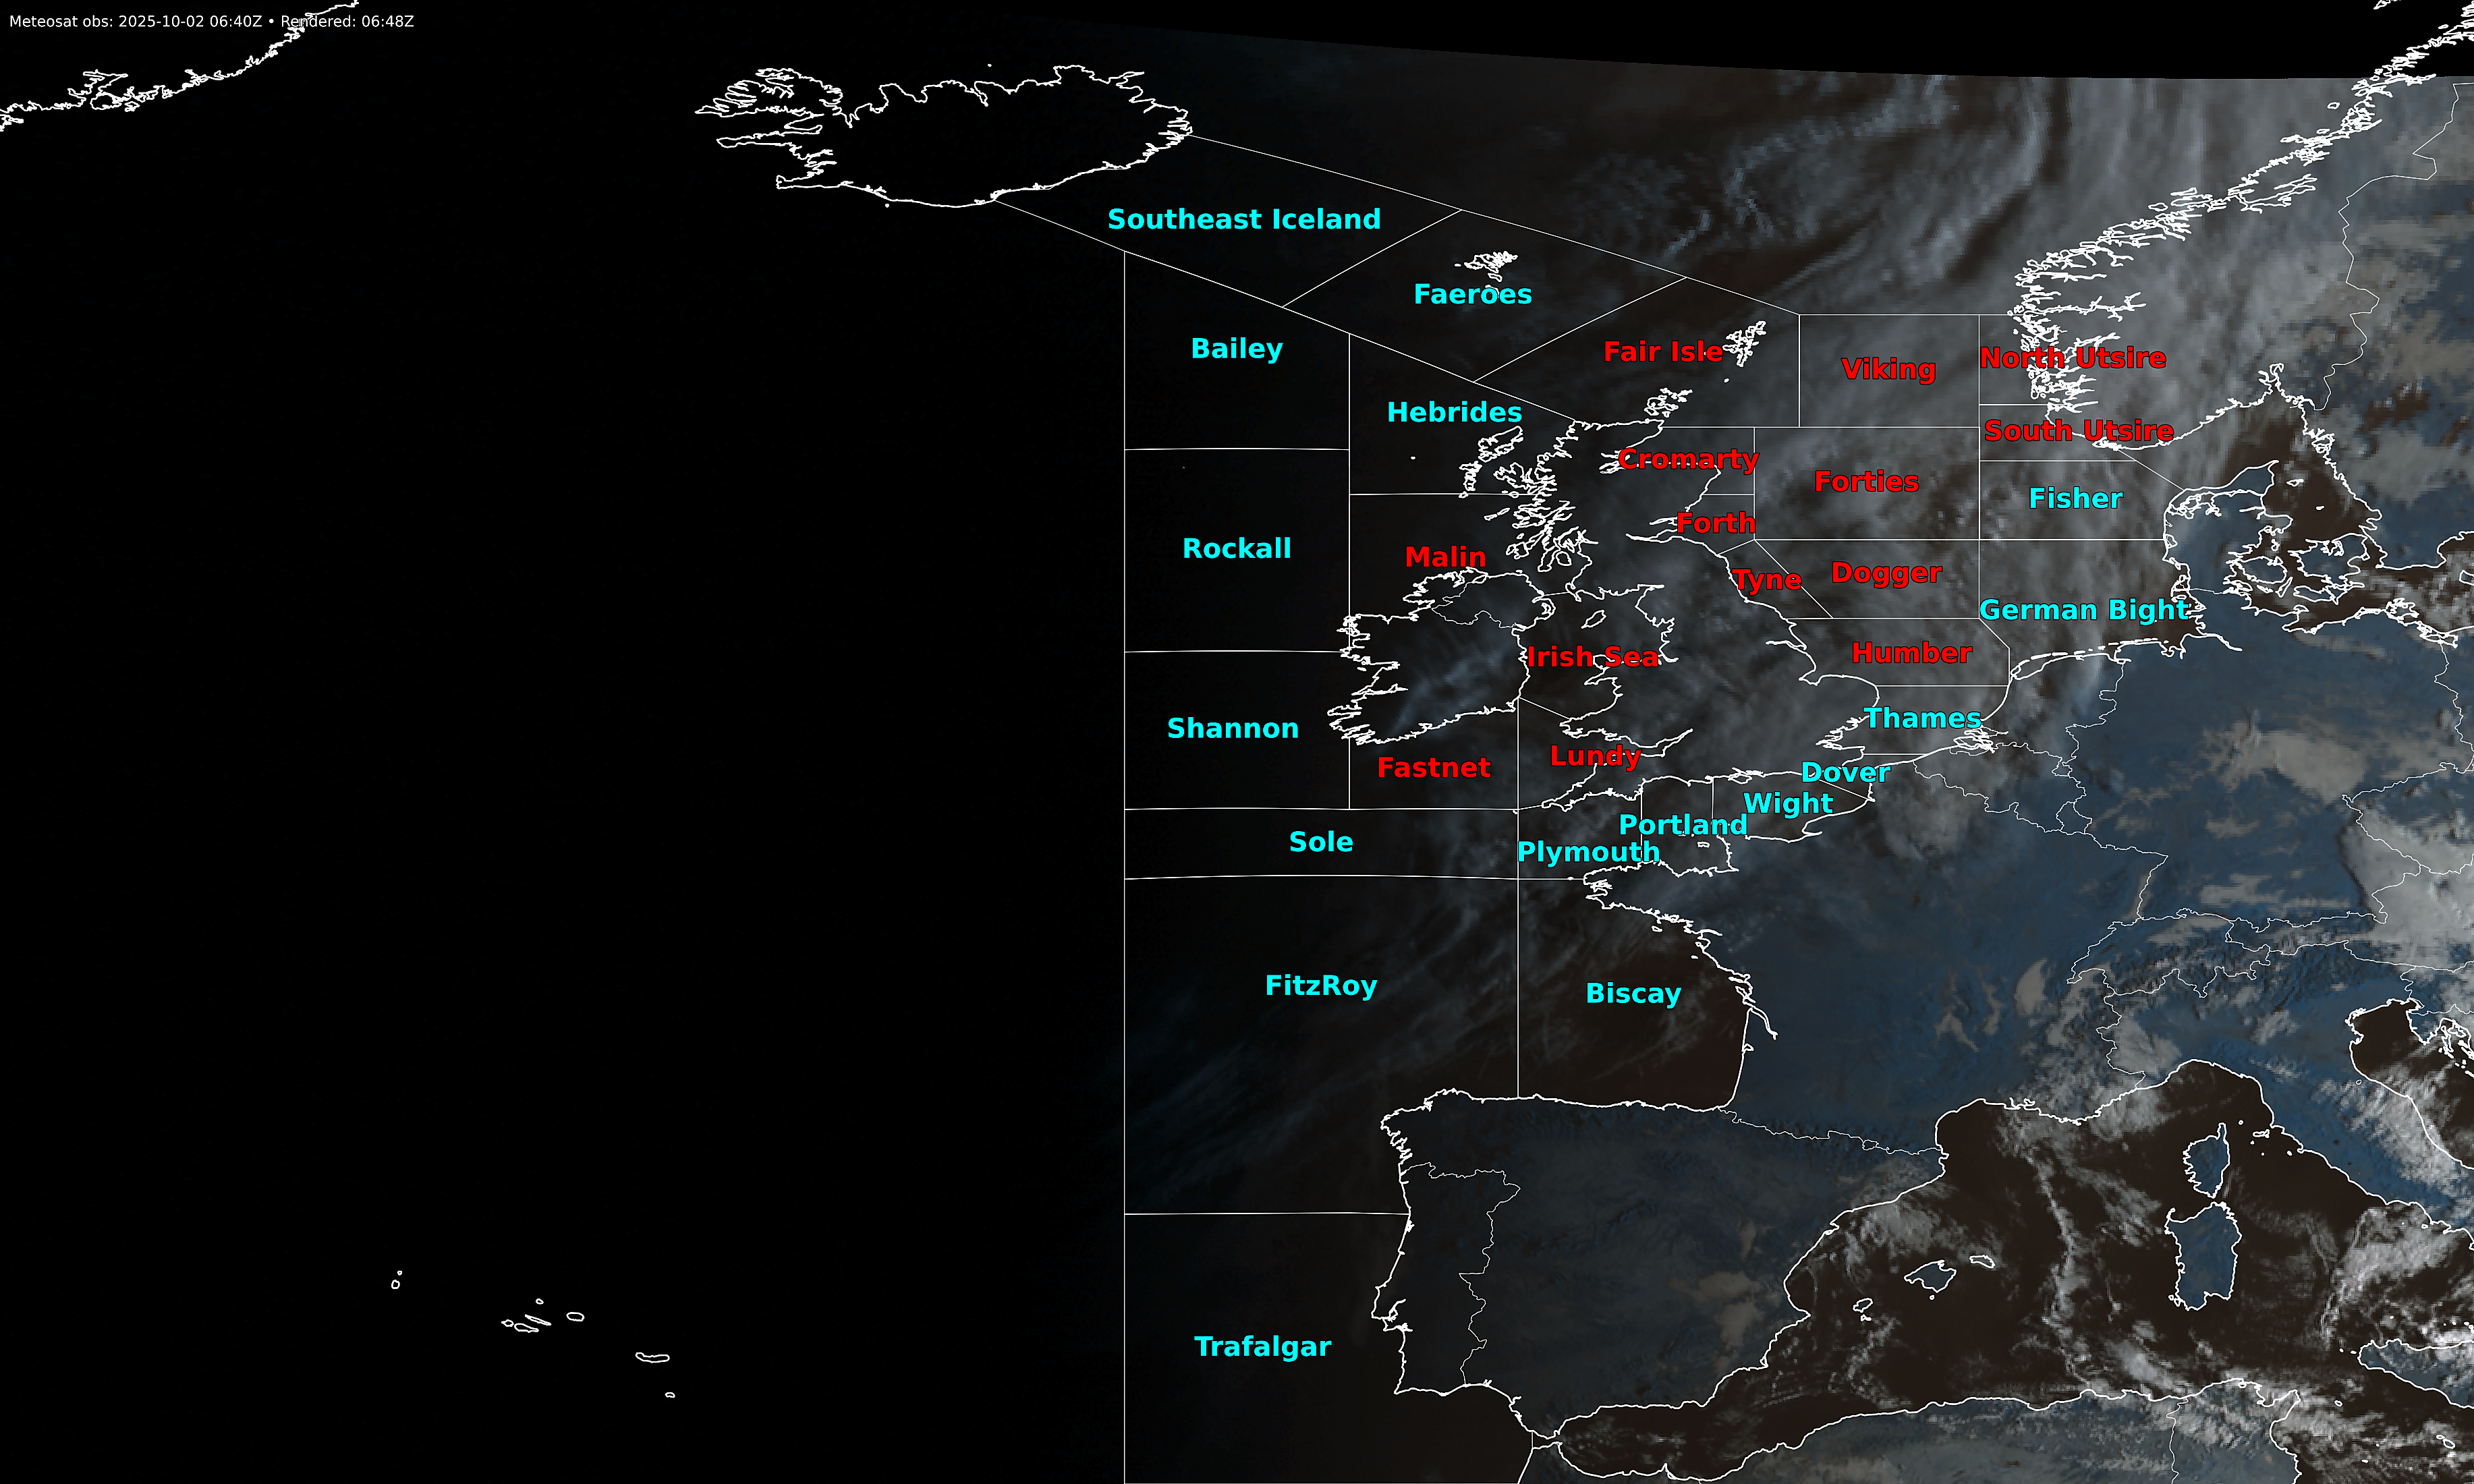 Meteosat obs: 2025-10-02 06:40Z • Rendered: 06:48Z
Southeast Iceland
Faeroes
Bailey
Fair Isle
Viking
North Utsire
Hebrides
South Utsire
Cromarty
Forties
Fisher
Forth
Rockall
Malin
Tyne
Dogger
German Bight
Irish Sea
Humber
Thames
Shannon
Fastnet
Lundy
Dover
Wight
Portland
Sole
Plymouth
FitzRoy
Biscay
Trafalgar